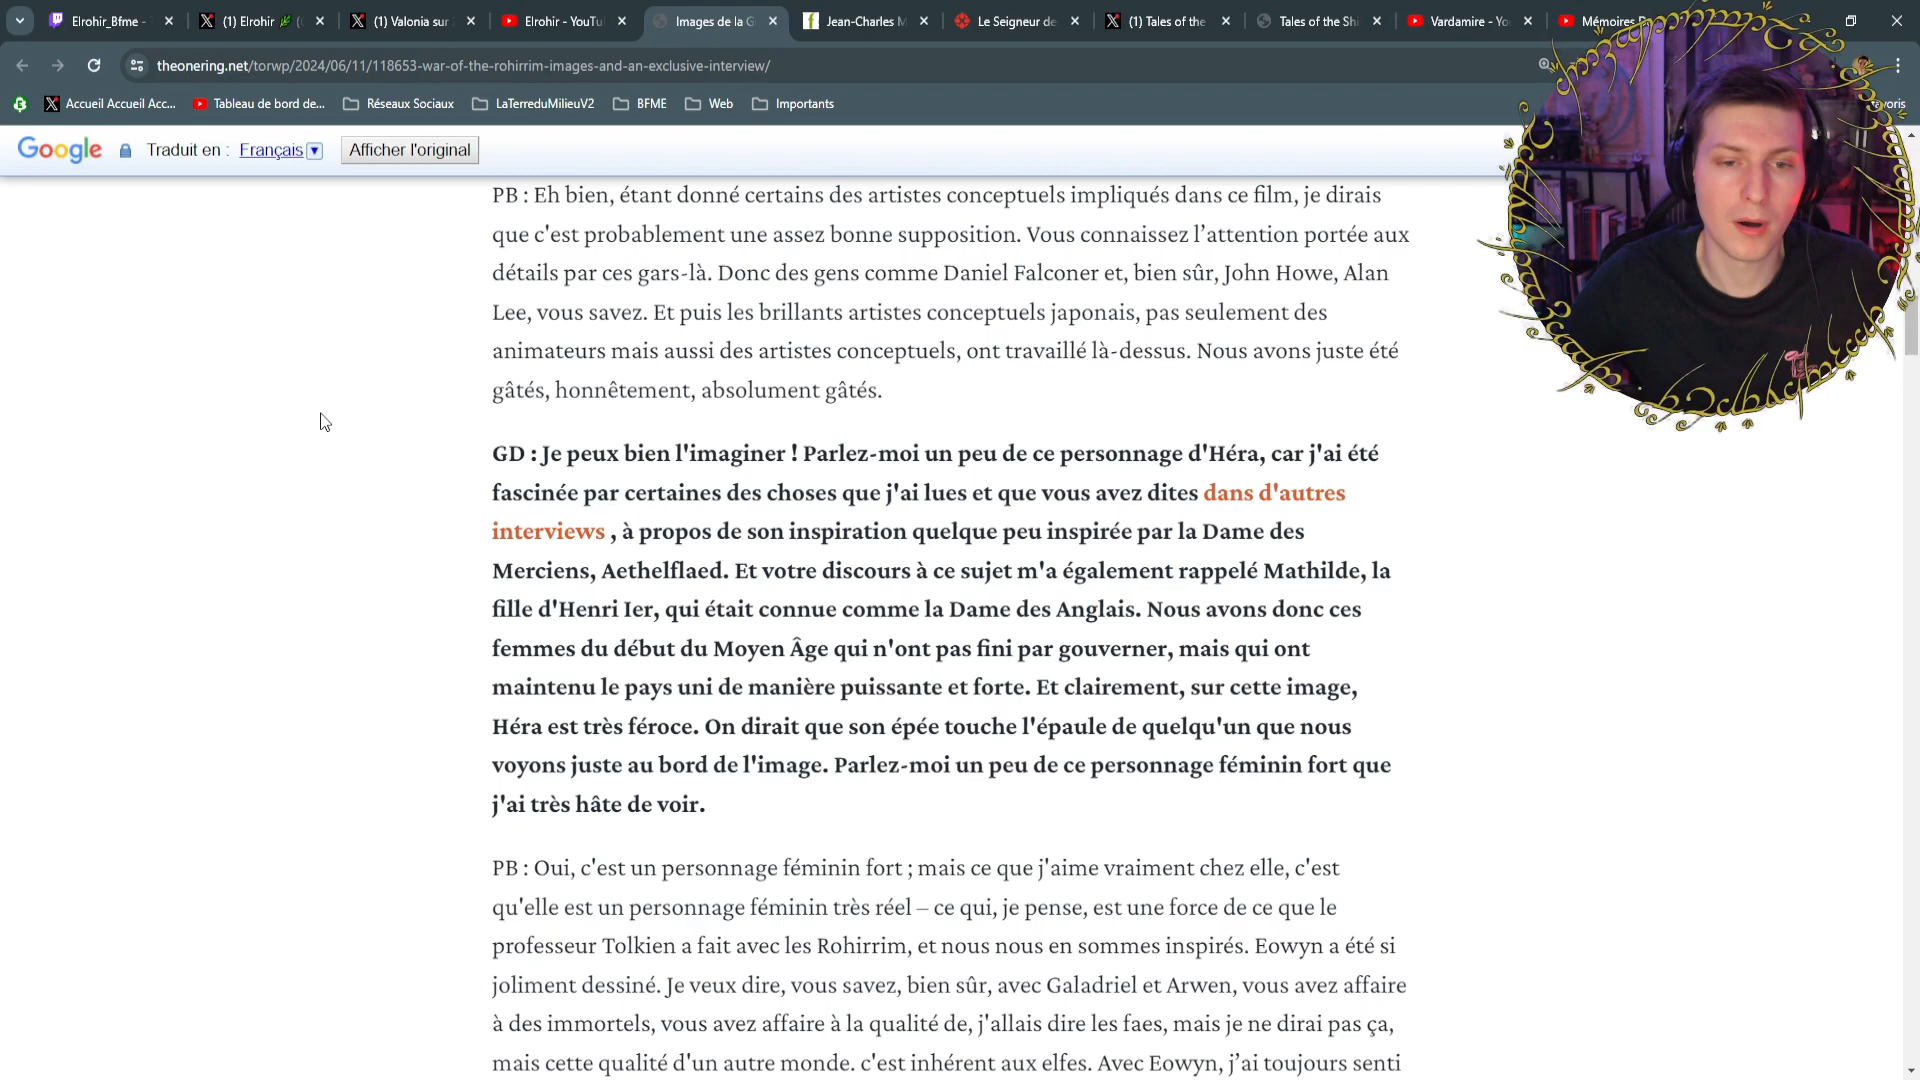 Elrohir_Bfme -
(1) Elrohir
(1) Valonia sur
Elrohir - YouTu
Images de la G
Jean-Charles M
Le Seigneur de
(1) Tales of the
Tales of the Shi
Vardamire - Yo
Mémoires
theonering.net/torwp/2024/06/11/118653-war-of-the-rohirrim-images-and-an-exclusive-interview/
Accueil Accueil Acc...
Tableau de bord de...
Réseaux Sociaux
LaTerreduMilieuV2
BFME
Web
Importants
Google Traduit en : Français Afficher l'original
PB : Eh bien, étant donné certains des artistes conceptuels impliqués dans ce film, je dirais
que c'est probablement une assez bonne supposition. Vous connaissez l’attention portée aux
détails par ces gars-là. Donc des gens comme Daniel Falconer et, bien sûr, John Howe, Alan
Lee, vous savez. Et puis les brillants artistes conceptuels japonais, pas seulement des
animateurs mais aussi des artistes conceptuels, ont travaillé là-dessus. Nous avons juste été
gâtés, honnêtement, absolument gâtés.
GD : Je peux bien l'imaginer ! Parlez-moi un peu de ce personnage d'Héra, car j'ai été
fascinée par certaines des choses que j'ai lues et que vous avez dites dans d'autres
interviews , à propos de son inspiration quelque peu inspirée par la Dame des
Merciens, Aethelflaed. Et votre discours à ce sujet m'a également rappelé Mathilde, la
fille d'Henri Ier, qui était connue comme la Dame des Anglais. Nous avons donc ces
femmes du début du Moyen Âge qui n'ont pas fini par gouverner, mais qui ont
maintenu le pays uni de manière puissante et forte. Et clairement, sur cette image,
Héra est très féroce. On dirait que son épée touche l'épaule de quelqu'un que nous
voyons juste au bord de l'image. Parlez-moi un peu de ce personnage féminin fort que
j'ai très hâte de voir.
PB : Oui, c'est un personnage féminin fort ; mais ce que j'aime vraiment chez elle, c'est
qu'elle est un personnage féminin très réel – ce qui, je pense, est une force de ce que le
professeur Tolkien a fait avec les Rohirrim, et nous nous en sommes inspirés. Eowyn a été si
joliment dessiné. Je veux dire, vous savez, bien sûr, avec Galadriel et Arwen, vous avez affaire
à des immortels, vous avez affaire à la qualité de, j'allais dire les faes, mais je ne dirai pas ça,
mais cette qualité d'un autre monde. c'est inhérent aux elfes. Avec Eowyn, j’ai toujours senti